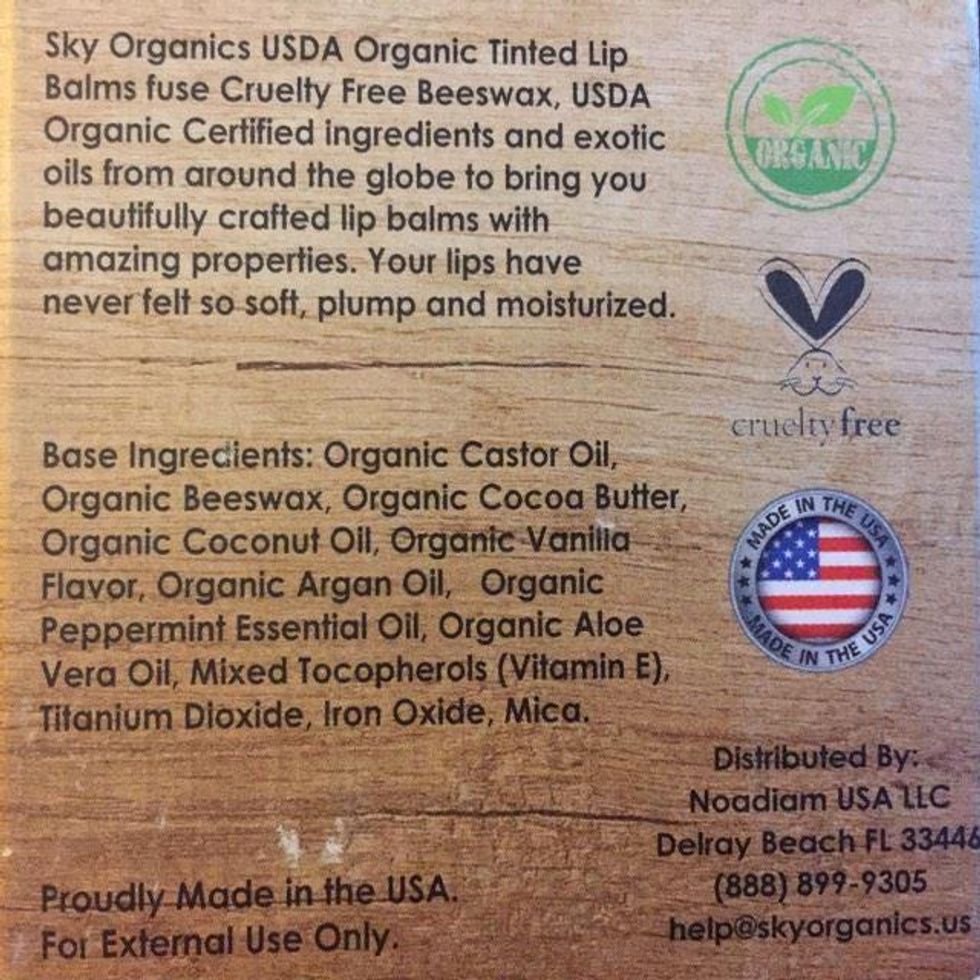 Sky Organics USDA Organic Tinted Lip
Balms fuse Cruelty Free Beeswax, USDA
Organic Certified ingredients and exotic
oils from around the globe to bring you
beautifully crafted lip balms with
amazing properties. Your lips have
never felt so soft, plump and moisturized.
ORGANIC
cruelty free
Base Ingredients: Organic Castor Oil,
Organic Beeswax, Organic Cocoa Butter,
Organic Coconut Oil, Organic Vanilla
Flavor, Organic Argan Oil, Organic
Peppermint Essential Oil, Organic Aloe
Vera Oil, Mixed Tocopherols (Vitamin E),
Titanium Dioxide, Iron Oxide, Mica.
MADE IN THE USA
MADE IN THE USA
Proudly Made in the USA.
For External Use Only.
Distributed By:
Noadiam USA LLC
Delray Beach FL 33446
(888) 899-9305
help@skyorganics.us